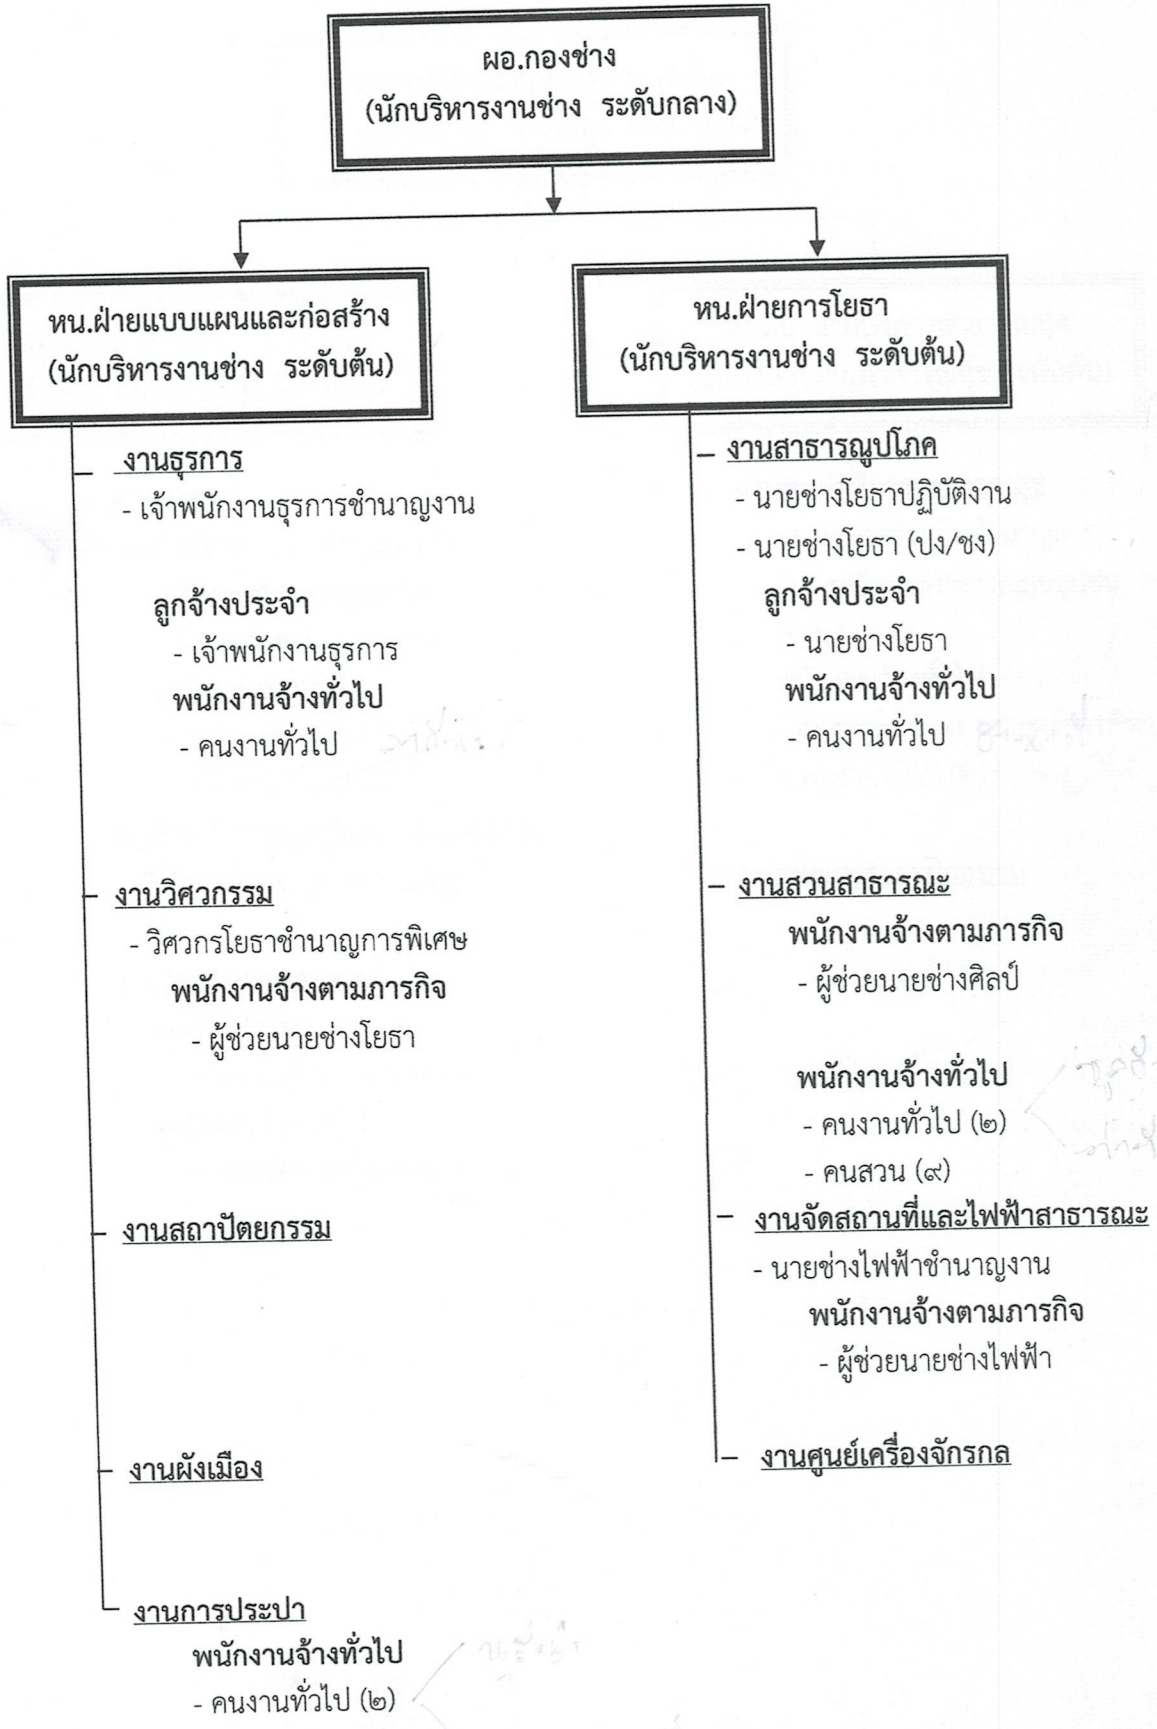 ผอ.กองช่าง
(นักบริหารงานช่าง ระดับกลาง)
หน.ฝ่ายแบบแผนและก่อสร้าง
(นักบริหารงานช่าง ระดับต้น)
งานธุรการ
- เจ้าพนักงานธุรการชำนาญงาน
ลูกจ้างประจำ
- เจ้าพนักงานธุรการ
พนักงานจ้างทั่วไป
- คนงานทั่วไป
งานวิศวกรรม
- วิศวกรโยธาชำนาญการพิเศษ
พนักงานจ้างตามภารกิจ
- ผู้ช่วยนายช่างโยธา
งานสถาปัตยกรรม
งานผังเมือง
งานการประปา
พนักงานจ้างทั่วไป
- คนงานทั่วไป (๒)
หน.ฝ่ายการโยธา
(นักบริหารงานช่าง ระดับต้น)
งานสาธารณูปโภค
- นายช่างโยธาปฏิบัติงาน
- นายช่างโยธา (ปง/ชง)
ลูกจ้างประจำ
- นายช่างโยธา
พนักงานจ้างทั่วไป
- คนงานทั่วไป
งานสวนสาธารณะ
พนักงานจ้างตามภารกิจ
- ผู้ช่วยนายช่างศิลป์
พนักงานจ้างทั่วไป
- คนงานทั่วไป (๒)
- คนสวน (๙)
งานจัดสถานที่และไฟฟ้าสาธารณะ
- นายช่างไฟฟ้าชำนาญงาน
พนักงานจ้างตามภารกิจ
- ผู้ช่วยนายช่างไฟฟ้า
งานศูนย์เครื่องจักรกล